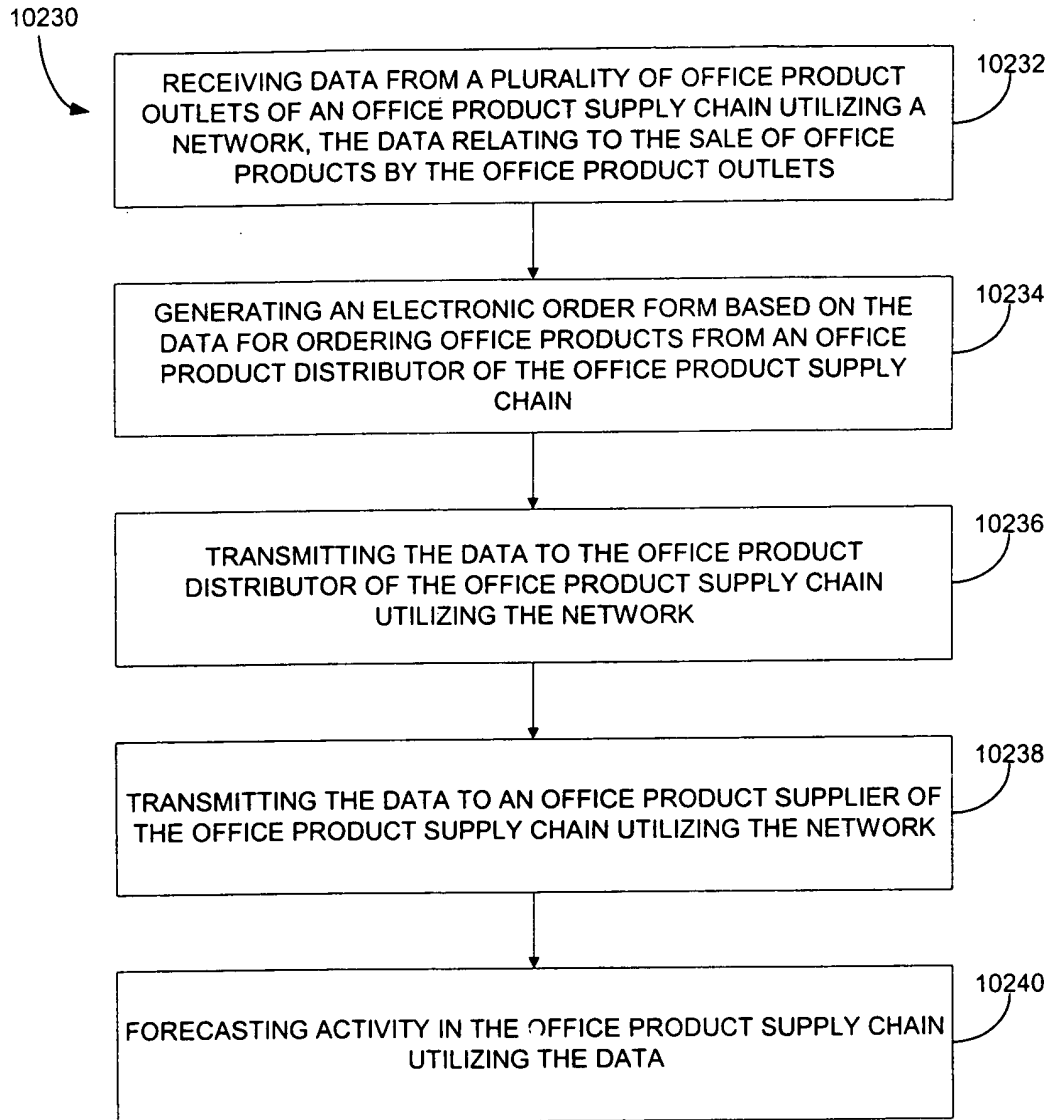 10230
RECEIVING DATA FROM A PLURALITY OF OFFICE PRODUCT
OUTLETS OF AN OFFICE PRODUCT SUPPLY CHAIN UTILIZING A
NETWORK, THE DATA RELATING TO THE SALE OF OFFICE
PRODUCTS BY THE OFFICE PRODUCT OUTLETS
10232
GENERATING AN ELECTRONIC ORDER FORM BASED ON THE
DATA FOR ORDERING OFFICE PRODUCTS FROM AN OFFICE
PRODUCT DISTRIBUTOR OF THE OFFICE PRODUCT SUPPLY
CHAIN
10234
TRANSMITTING THE DATA TO THE OFFICE PRODUCT
DISTRIBUTOR OF THE OFFICE PRODUCT SUPPLY CHAIN
UTILIZING THE NETWORK
10236
TRANSMITTING THE DATA TO AN OFFICE PRODUCT SUPPLIER OF
THE OFFICE PRODUCT SUPPLY CHAIN UTILIZING THE NETWORK
10238
FORECASTING ACTIVITY IN THE OFFICE PRODUCT SUPPLY CHAIN
UTILIZING THE DATA
10240